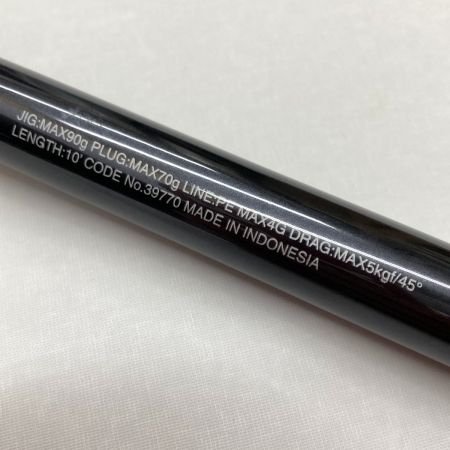 JIG:MAX90g PLUG:MAX70g LINE:PE MAX4G DRAG:MAX5kgf/45°
LENGTH:10' CODE No.39770 MADE IN INDONESIA